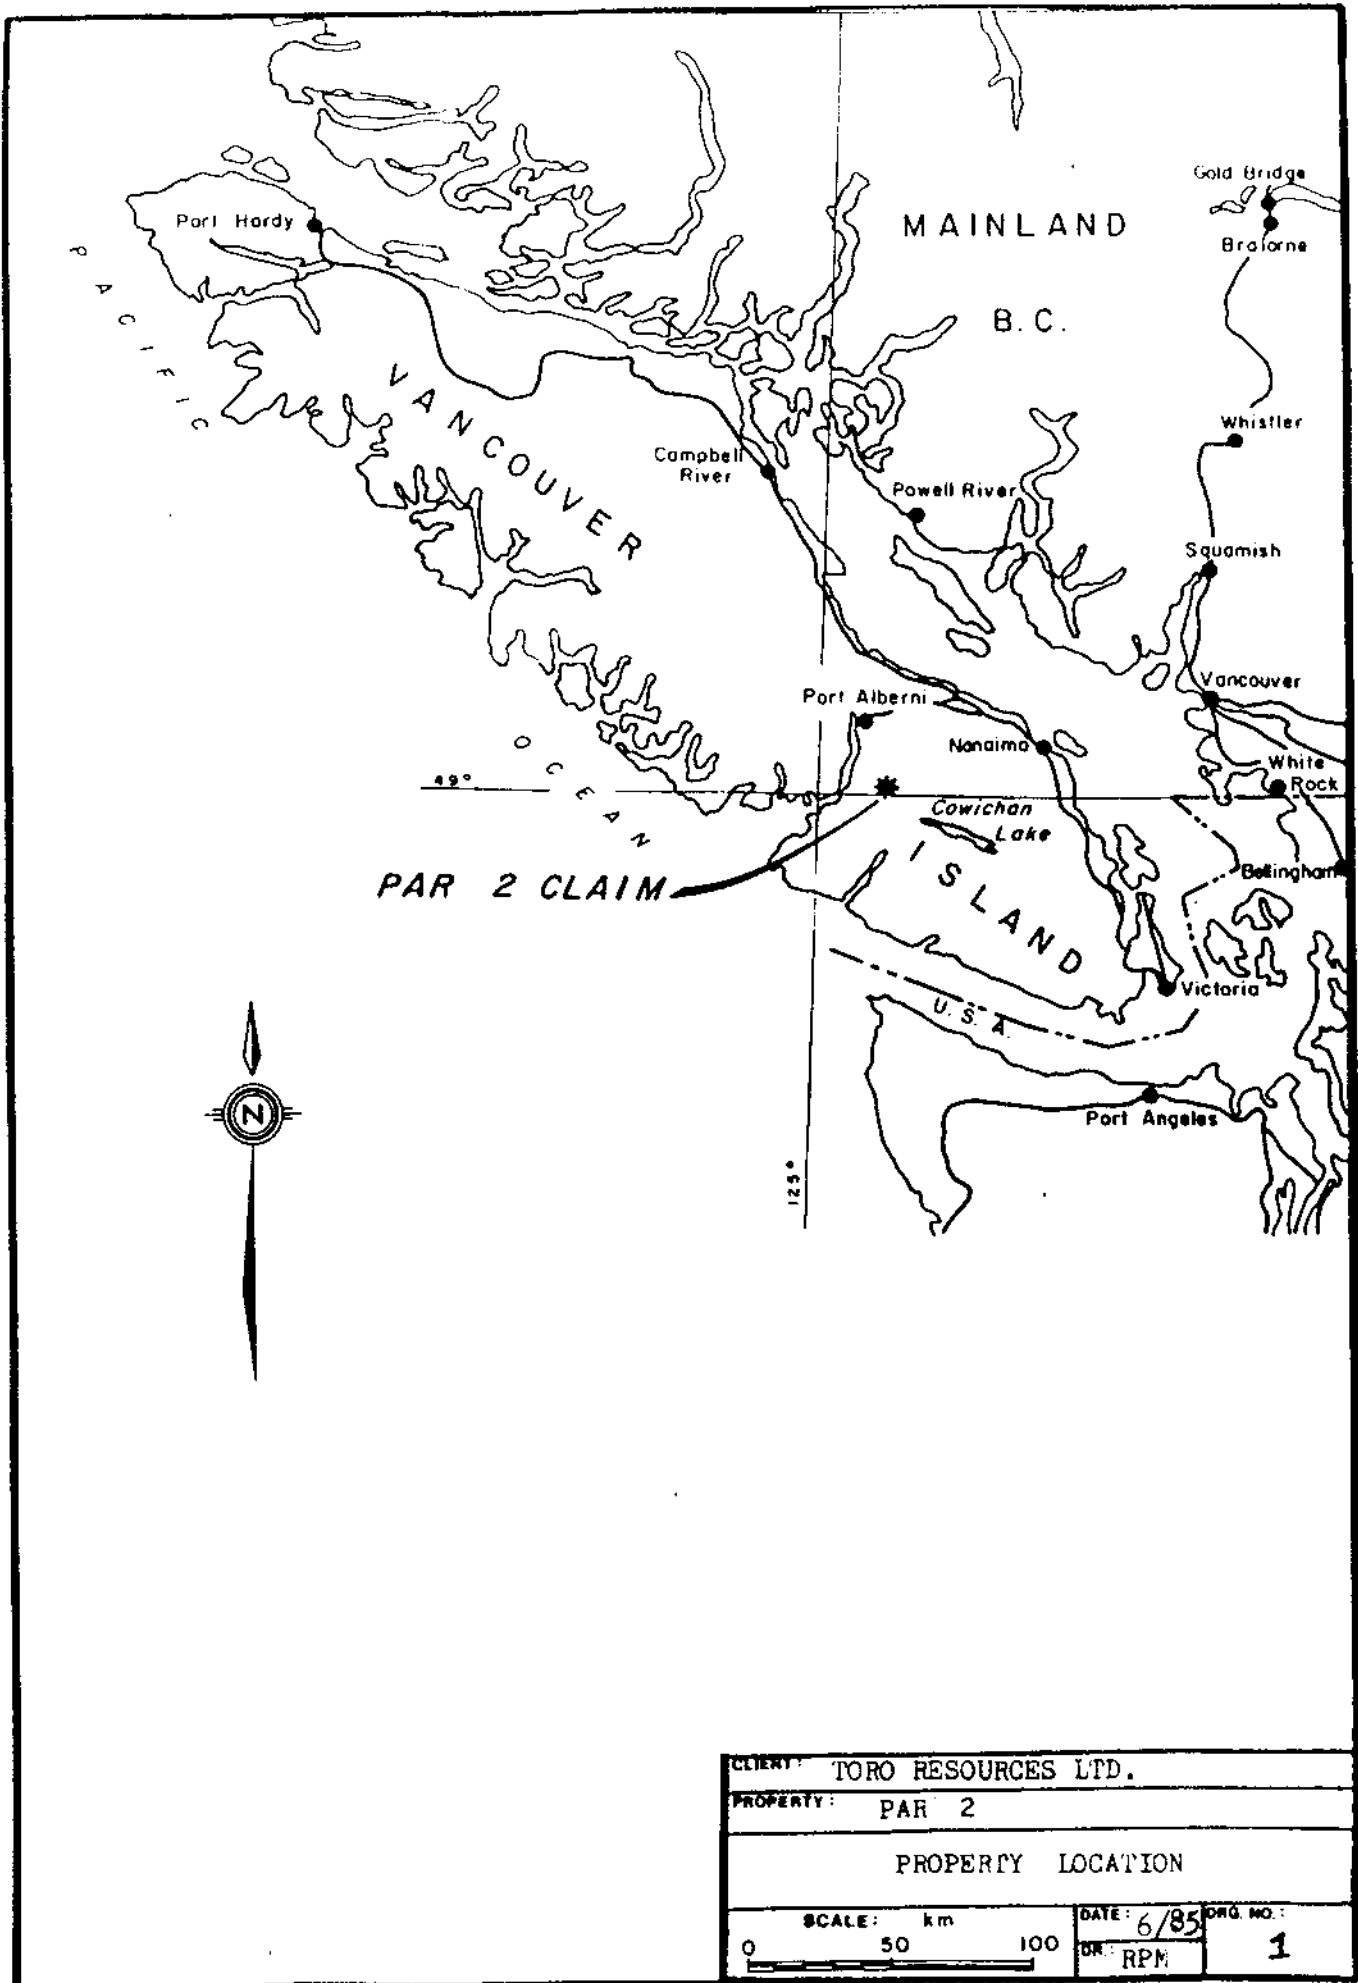 Gold Bridge
MAINLAND
Port Hardy
Bralorne
PACIFIC
B.C.
VANCOUVER
Whistler
Campbell
River
Powell River
Squamish
Vancouver
Port Alberni
OCEAN
Nanaimo
White
Rock
49°
Cowichan
Lake
ISLAND
PAR 2 CLAIM
Bellingham
Victoria
U.S.A.
N
Port Angeles
125°
CLIENT: TORO RESOURCES LTD.
PROPERTY: PAR 2
PROPERTY LOCATION
SCALE: km
0 50 100
DATE: 6/85
DR: RPM
DRG. NO.:
1